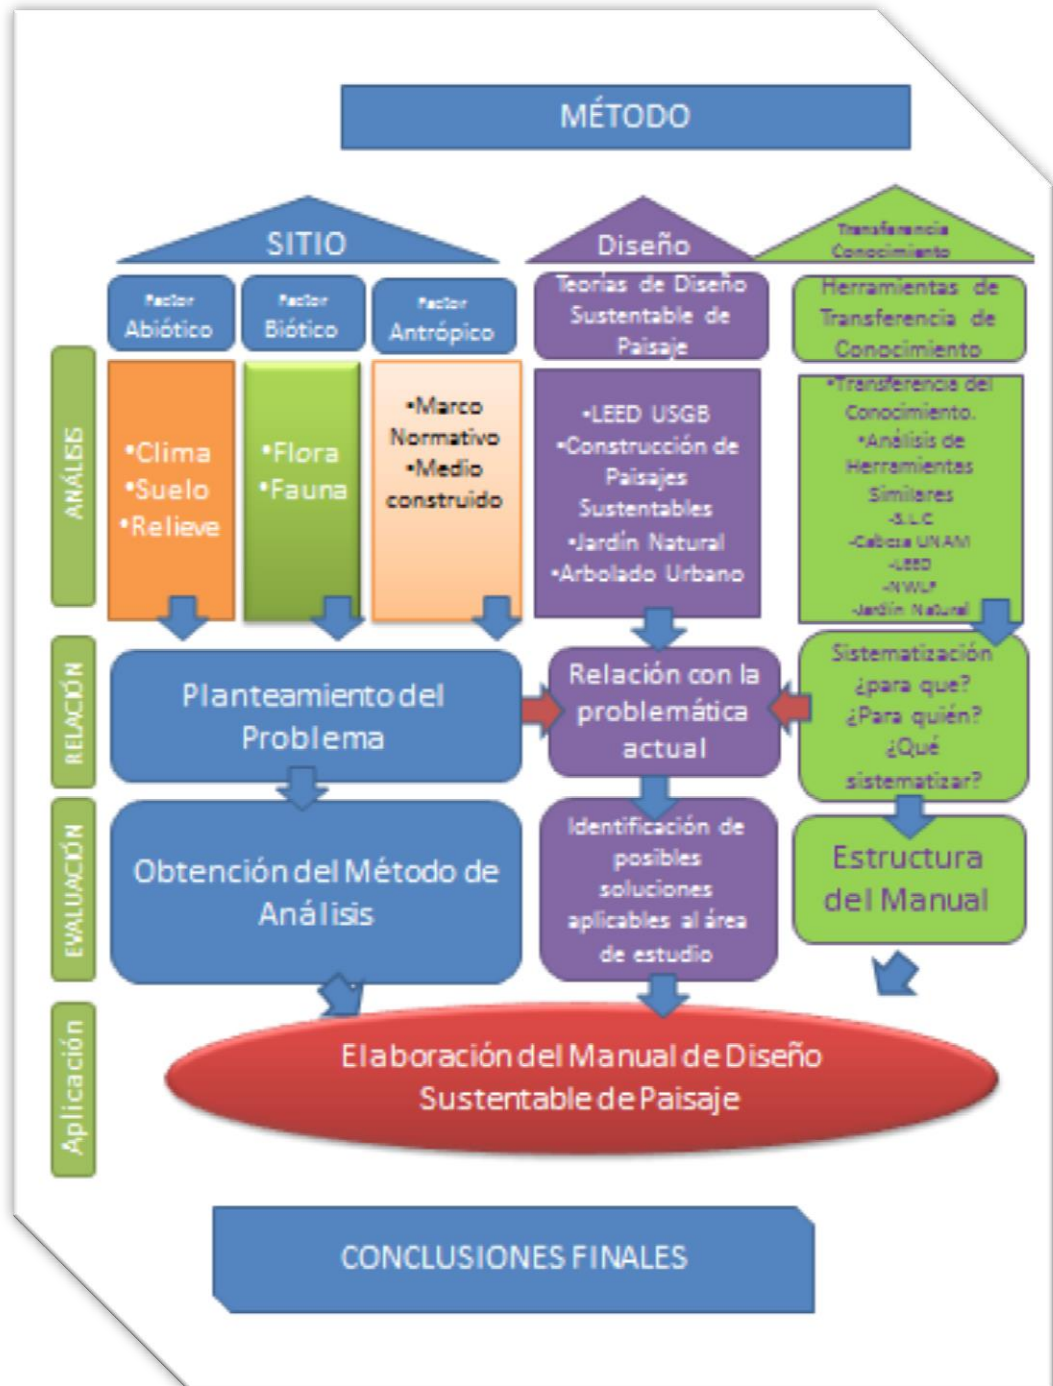 MÉTODO
SITIO
Diseño
Transferencia
Conocimiento
Factor
Abiótico
Factor
Biótico
Factor
Antrópico
Teorías de Diseño
Sustentable de
Paisaje
Herramientas de
Transferencia de
Conocimiento
ANÁLISIS
•Clima
•Suelo
•Relieve
•Flora
•Fauna
•Marco
Normativo
•Medio
construido
•LEED USGB
•Construcción de
Paisajes
Sustentables
•Jardín Natural
•Arbolado Urbano
•Transferencia del
Conocimiento.
•Análisis de
Herramientas
Similares
-S.L.C
-Cabeza UNAM
-LEED
-NWLF
-Jardín Natural
RELACIÓN
Planteamiento del
Problema
Relación con la
problemática
actual
Sistematización
¿para que?
¿Para quién?
¿Qué
sistematizar?
EVALUACIÓN
Obtención del Método de
Análisis
Identificación de
posibles
soluciones
aplicables al área
de estudio
Estructura
del Manual
Aplicación
Elaboración del Manual de Diseño
Sustentable de Paisaje
CONCLUSIONES FINALES